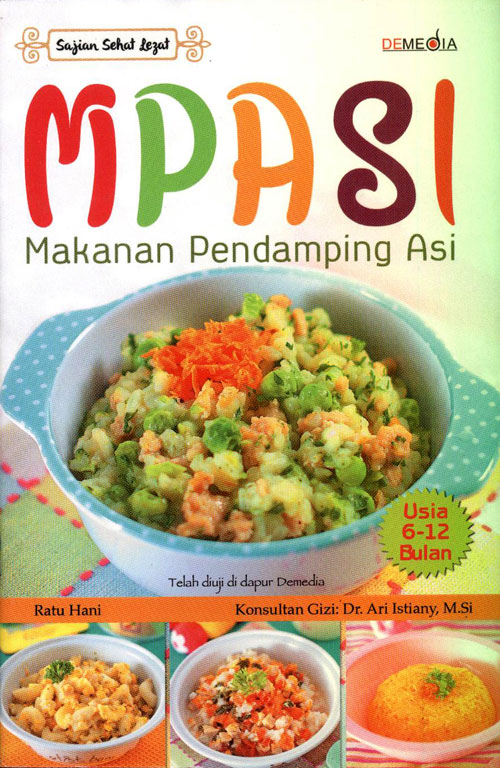 Sajian Sehat Lezat
DEMEDIA
MPASI
Makanan Pendamping Asi
Usia
6-12
Bulan
Telah diuji di dapur Demedia
Ratu Hani
Konsultan Gizi: Dr. Ari Istiany, M.Si